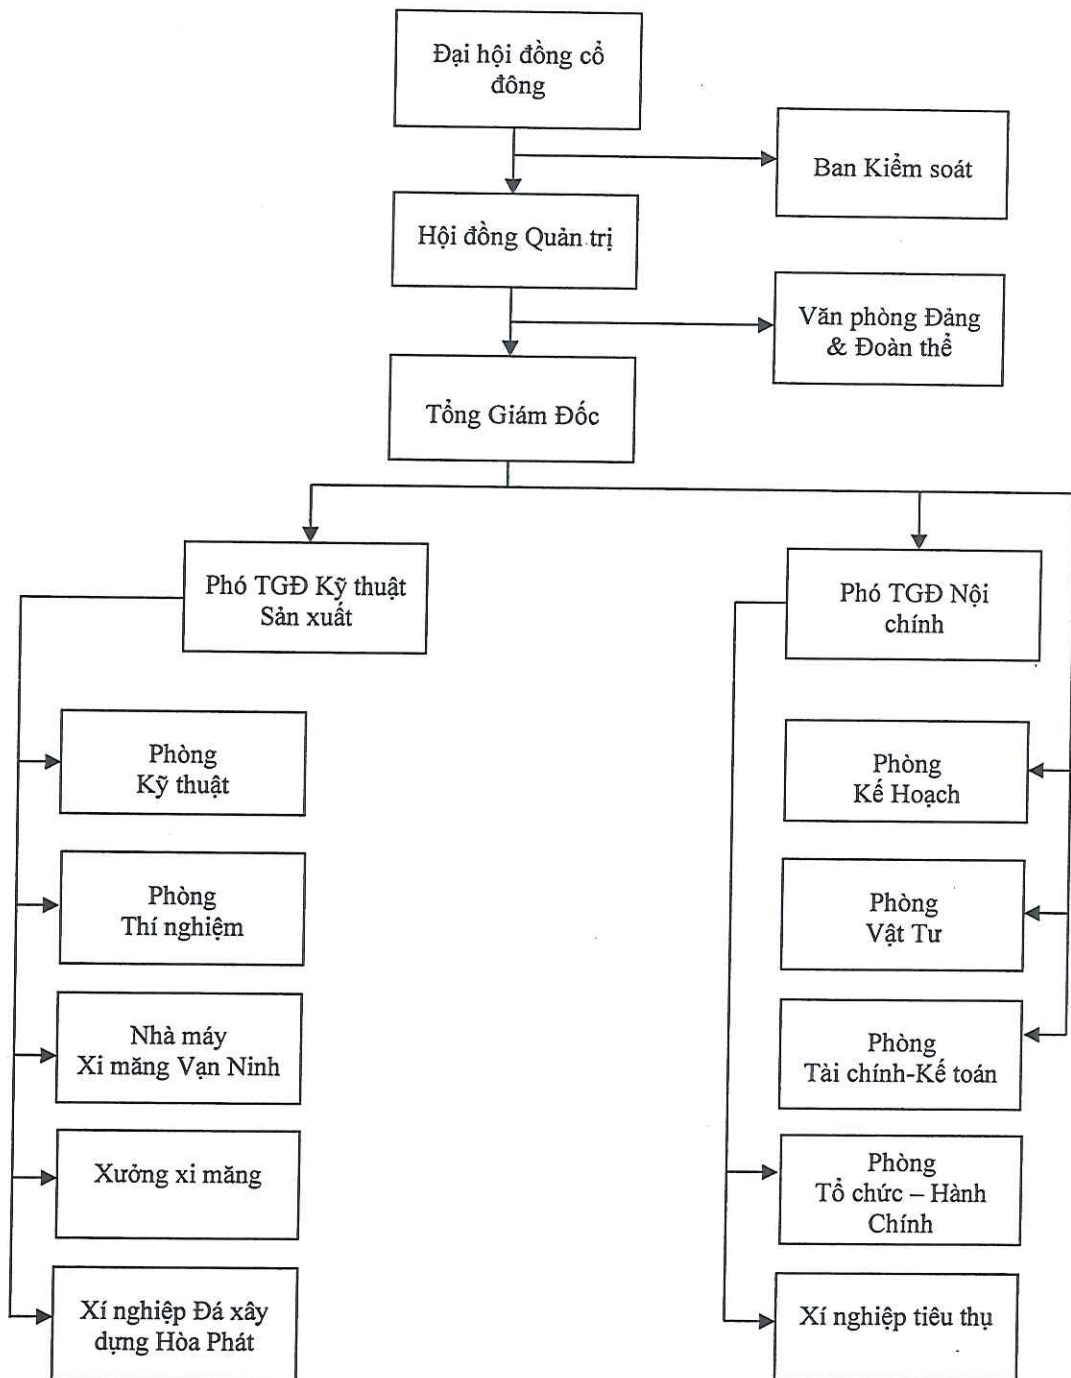 Đại hội đồng cổ
đông
Ban Kiểm soát
Hội đồng Quản trị
Văn phòng Đảng
& Đoàn thể
Tổng Giám Đốc
Phó TGĐ Kỹ thuật
Sản xuất
Phó TGĐ Nội
chính
Phòng
Kỹ thuật
Phòng
Thí nghiệm
Nhà máy
Xi măng Vạn Ninh
Xưởng xi măng
Xí nghiệp Đá xây
dựng Hòa Phát
Phòng
Kế Hoạch
Phòng
Vật Tư
Phòng
Tài chính-Kế toán
Phòng
Tổ chức – Hành
Chính
Xí nghiệp tiêu thụ